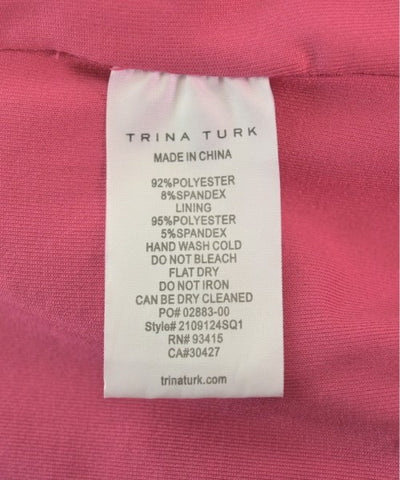 TRINA TURK
MADE IN CHINA
92%POLYESTER
8%SPANDEX
LINING
95%POLYESTER
5%SPANDEX
HAND WASH COLD
DO NOT BLEACH
FLAT DRY
DO NOT IRON
CAN BE DRY CLEANED
PO# 02883-00
Style# 2109124SQ1
RN# 93415
CA#30427
trinaturk.com